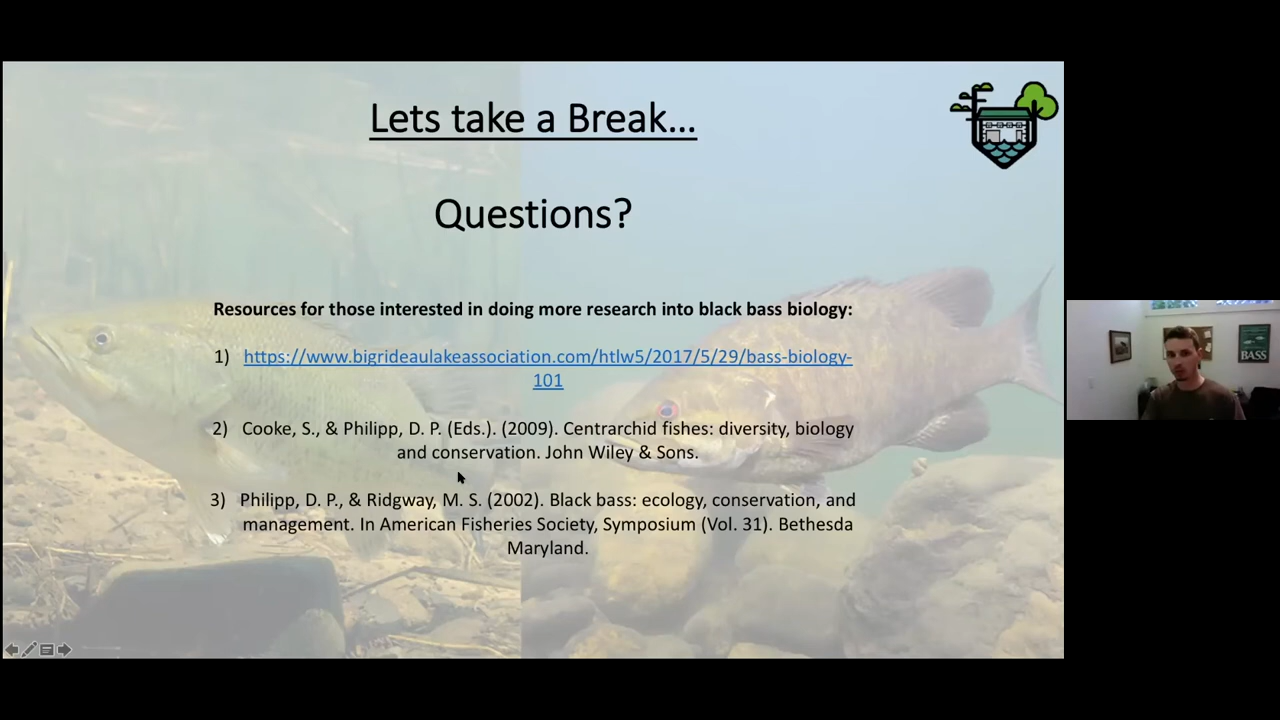 Lets take a Break...
Questions?
Resources for those interested in doing more research into black bass biology:
1) https://www.bigrideaulakeassociation.com/htlw5/2017/5/29/bass-biology-
101
2) Cooke, S., & Philipp, D. P. (Eds.). (2009). Centrarchid fishes: diversity, biology
and conservation. John Wiley & Sons.
3) Philipp, D. P., & Ridgway, M. S. (2002). Black bass: ecology, conservation, and
management. In American Fisheries Society, Symposium (Vol. 31). Bethesda
Maryland.
BASS